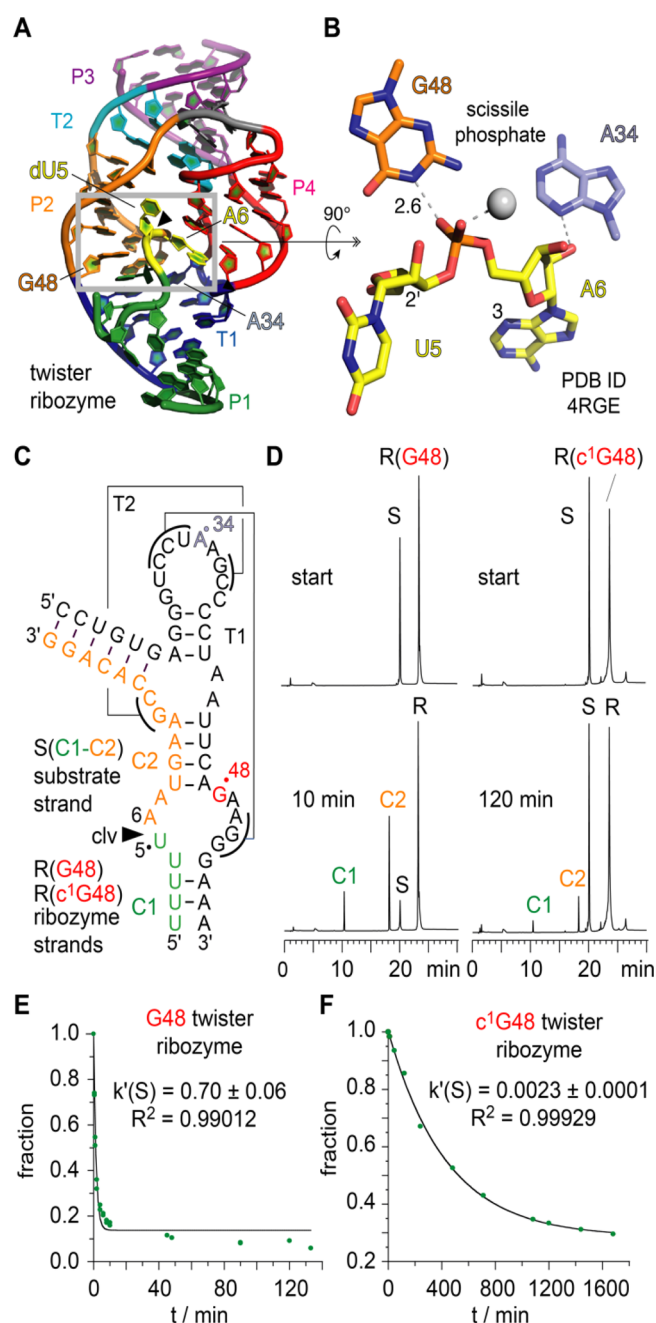 A
P3
T2
dU5
P2
P4
A6
G48
A34
T1
twister
ribozyme
P1
90°
B
G48
scissile
phosphate
A34
2.6
2'
3
A6
U5
PDB ID
4RGE
C
T2
A 34
U A
C G
C C
U C
G
G – C
G – C
G – U
A
T1
5' C C U G U G
3' G G A C A C C G
A A
A – U
A – U
G – C
U – A
G 48
A
A
G
G
S(C1-C2)
substrate
strand
C2
A
6 A
clv
5 U
U
U
U
U
G
A
A
A
A
R(G48)
R(c¹G48)
ribozyme
strands
C1
5' 3'
D
R(G48)
S
start
R(c¹G48)
S
start
R
C2
10 min
C1
S
0 10 20 min
S R
120 min
C2
C1
0 10 20 min
E
G48 twister
ribozyme
k'(S) = 0.70 ± 0.06
R² = 0.99012
fraction
1.0
0.8
0.6
0.4
0.2
0.0
0 40 80 120
t / min
F
c¹G48 twister
ribozyme
k'(S) = 0.0023 ± 0.0001
R² = 0.99929
fraction
1.0
0.8
0.6
0.4
0.2
0 400 800 1200 1600
t / min